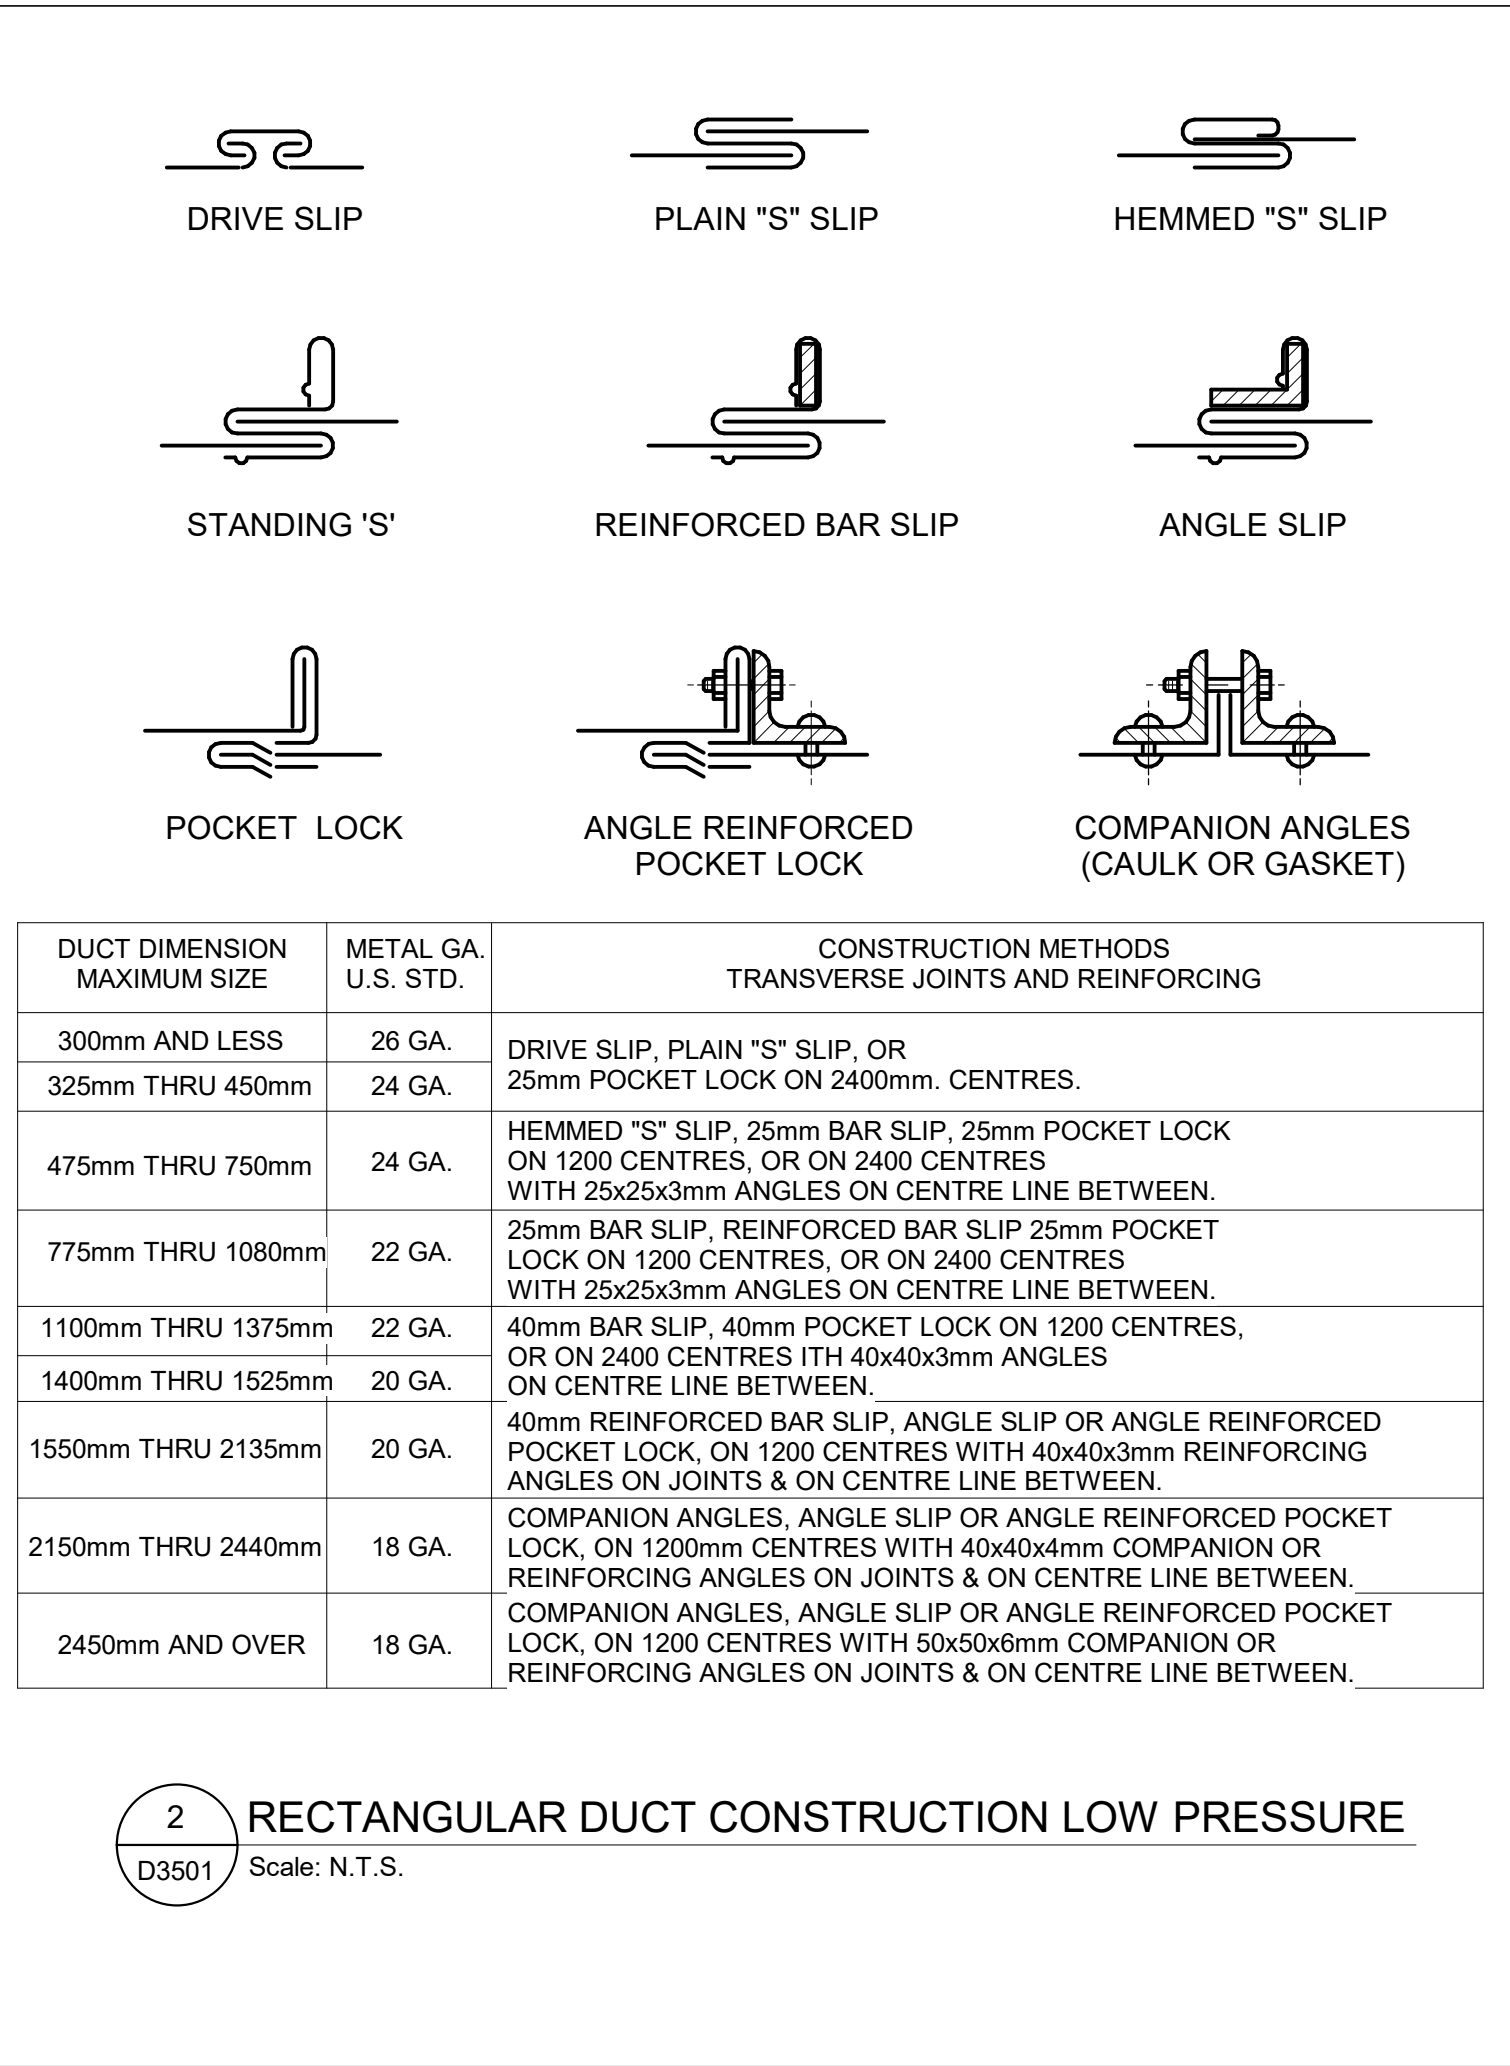 DRIVE SLIP
PLAIN "S" SLIP
HEMMED "S" SLIP
STANDING 'S'
REINFORCED BAR SLIP
ANGLE SLIP
POCKET  LOCK
ANGLE REINFORCED
POCKET LOCK
COMPANION ANGLES
(CAULK OR GASKET)
DUCT DIMENSION
MAXIMUM SIZE
METAL GA.
U.S. STD.
CONSTRUCTION METHODS
TRANSVERSE JOINTS AND REINFORCING
300mm AND LESS
26 GA.
325mm THRU 450mm
24 GA.
DRIVE SLIP, PLAIN "S" SLIP, OR
25mm POCKET LOCK ON 2400mm. CENTRES.
475mm THRU 750mm
24 GA.
HEMMED "S" SLIP, 25mm BAR SLIP, 25mm POCKET LOCK
ON 1200 CENTRES, OR ON 2400 CENTRES
WITH 25x25x3mm ANGLES ON CENTRE LINE BETWEEN.
775mm THRU 1080mm
22 GA.
25mm BAR SLIP, REINFORCED BAR SLIP 25mm POCKET
LOCK ON 1200 CENTRES, OR ON 2400 CENTRES
WITH 25x25x3mm ANGLES ON CENTRE LINE BETWEEN.
1100mm THRU 1375mm
22 GA.
1400mm THRU 1525mm
20 GA.
40mm BAR SLIP, 40mm POCKET LOCK ON 1200 CENTRES,
OR ON 2400 CENTRES ITH 40x40x3mm ANGLES
ON CENTRE LINE BETWEEN.
1550mm THRU 2135mm
20 GA.
40mm REINFORCED BAR SLIP, ANGLE SLIP OR ANGLE REINFORCED
POCKET LOCK, ON 1200 CENTRES WITH 40x40x3mm REINFORCING
ANGLES ON JOINTS & ON CENTRE LINE BETWEEN.
2150mm THRU 2440mm
18 GA.
COMPANION ANGLES, ANGLE SLIP OR ANGLE REINFORCED POCKET
LOCK, ON 1200mm CENTRES WITH 40x40x4mm COMPANION OR
REINFORCING ANGLES ON JOINTS & ON CENTRE LINE BETWEEN.
2450mm AND OVER
18 GA.
COMPANION ANGLES, ANGLE SLIP OR ANGLE REINFORCED POCKET
LOCK, ON 1200 CENTRES WITH 50x50x6mm COMPANION OR
REINFORCING ANGLES ON JOINTS & ON CENTRE LINE BETWEEN.
2
D3501
RECTANGULAR DUCT CONSTRUCTION LOW PRESSURE
Scale: N.T.S.